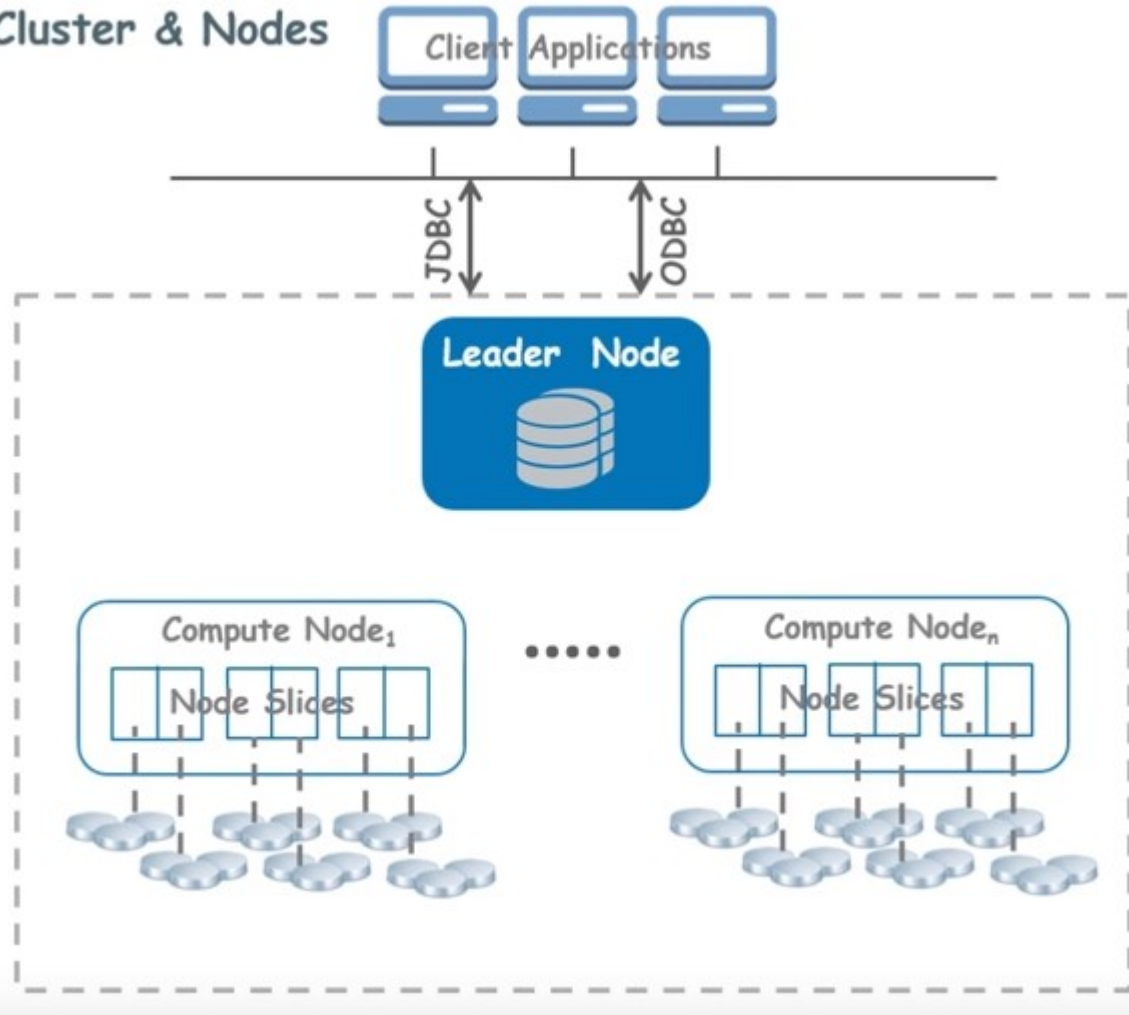 Cluster & Nodes
Client Applications
JDBC
ODBC
Leader Node
Compute Node₁
Node Slices
Compute Nodeₙ
Node Slices